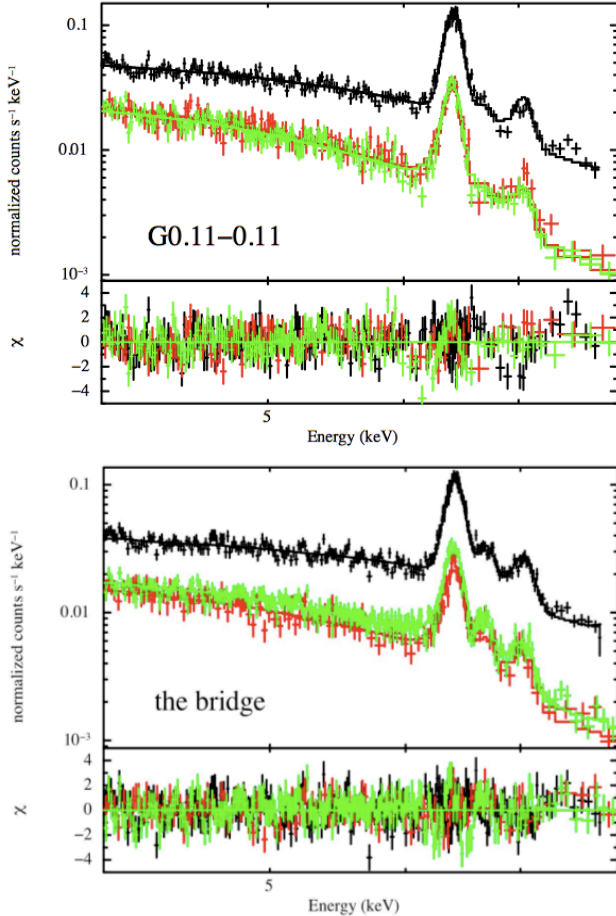 0.1
normalized counts s⁻¹ keV⁻¹
0.01
G0.11−0.11
10⁻³
4
2
χ
0
−2
−4
5
Energy (keV)
0.1
normalized counts s⁻¹ keV⁻¹
0.01
the bridge
10⁻³
4
2
χ
0
−2
−4
5
Energy (keV)